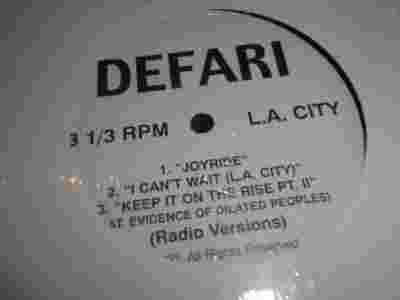 DEFARI
3 1/3 RPM
L.A. CITY
1. "JOYRIDE"
2. "I CAN'T WAIT (L.A. CITY)"
3. "KEEP IT ON THE RISE PT. II"
EVIDENCE OF DILATED PEOPLES)
(Radio Versions)
All Rights Reserved